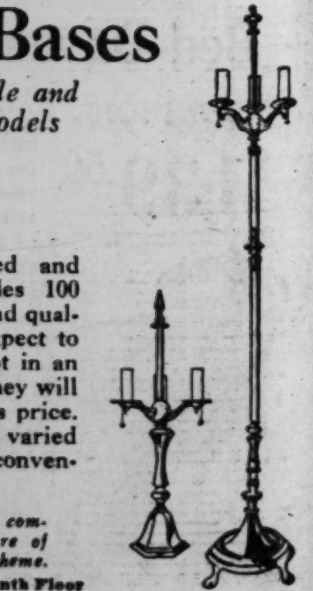 Bases
le and
odels
ed and
les 100
nd qual-
pect to
ot in an
hey will
s price.
varied
conven-
com-
re of
heme.
nth Floor